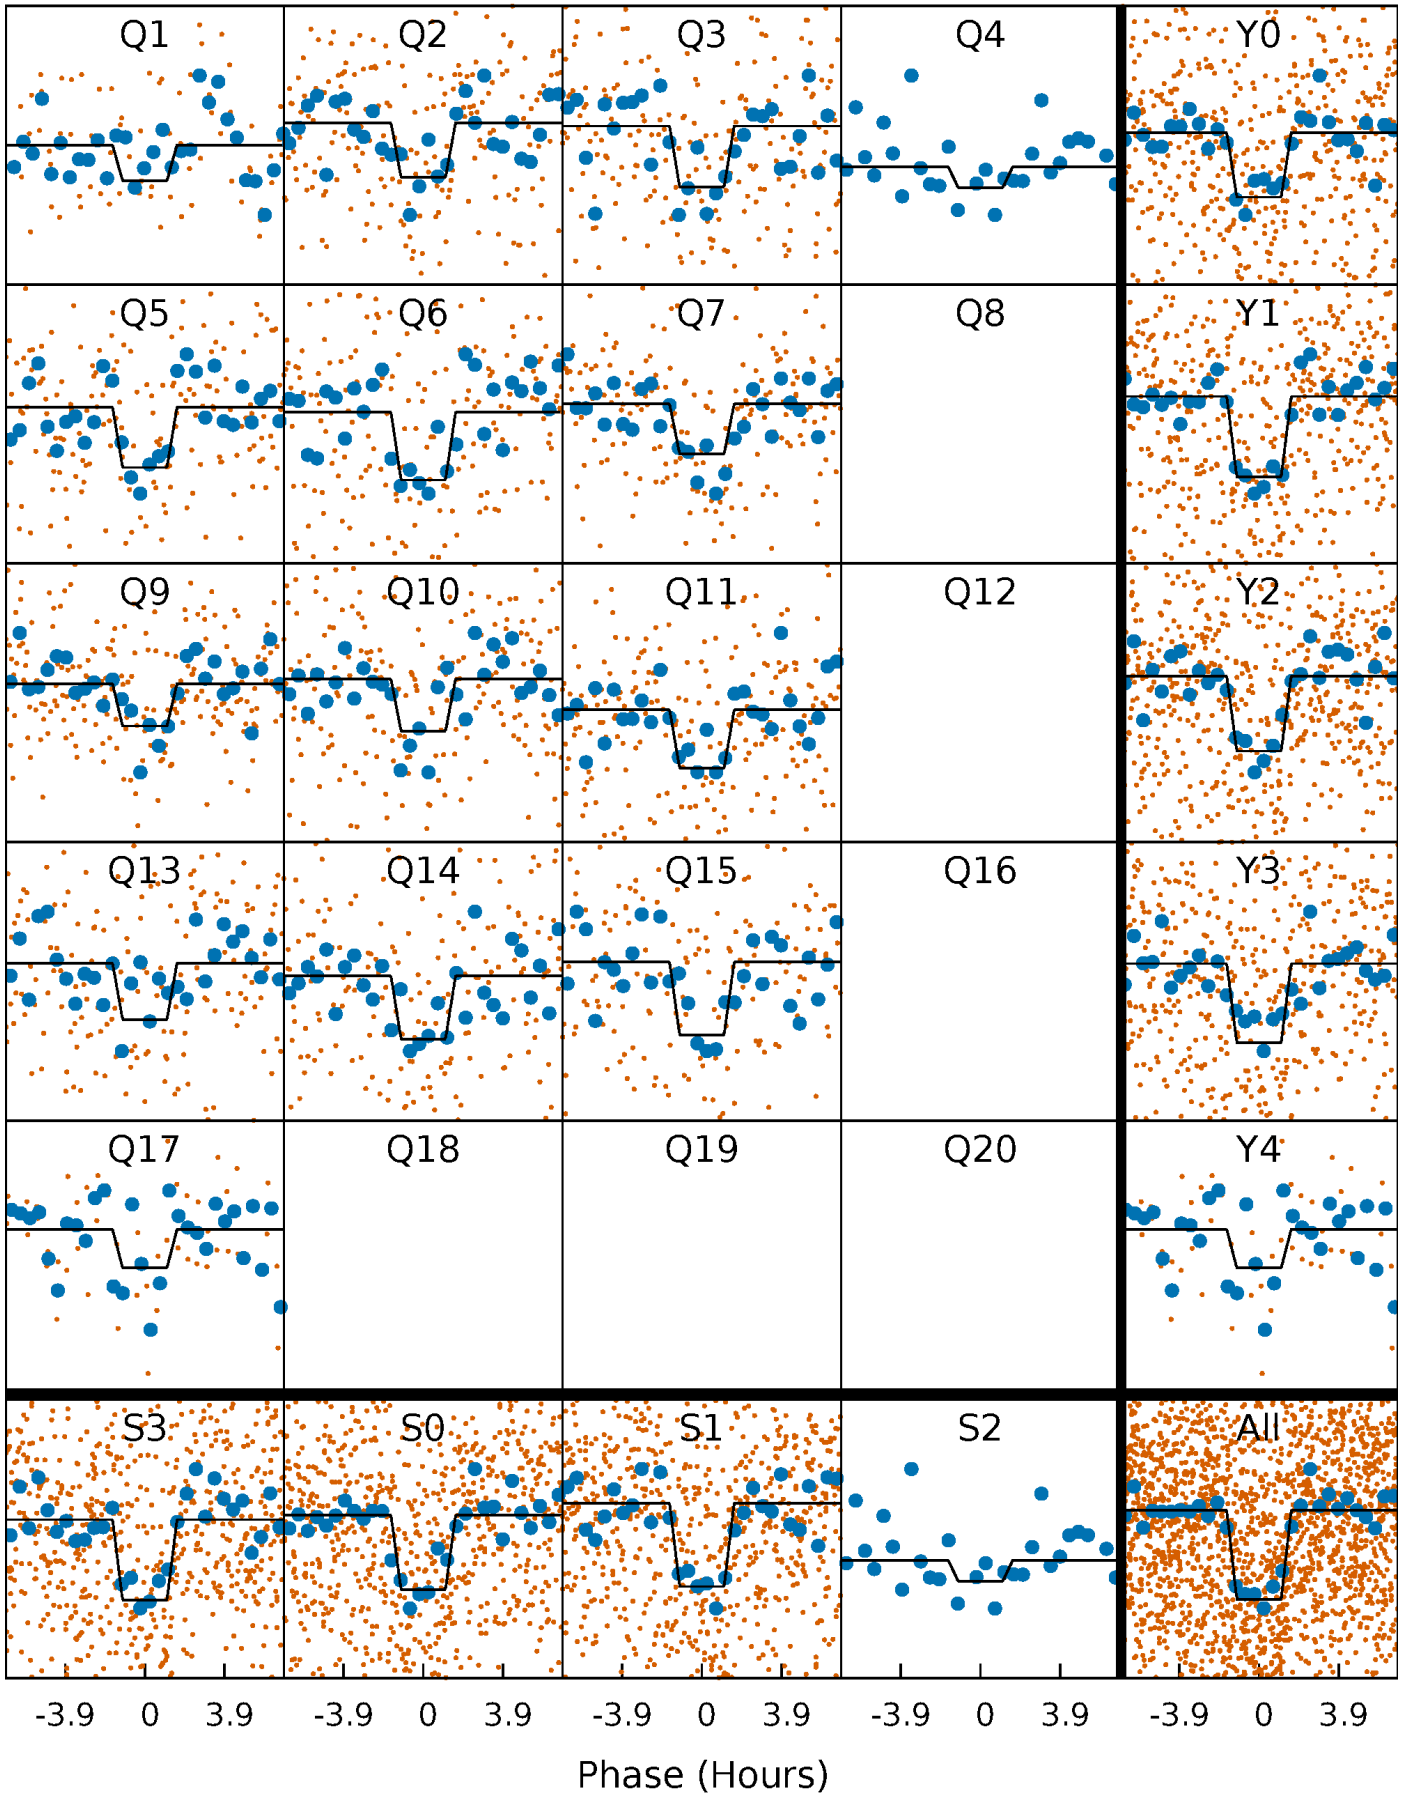 Q1 Q2 Q3 Q4 Y0
Q5 Q6 Q7 Q8 Y1
Q9 Q10 Q11 Q12 Y2
Q13 Q14 Q15 Q16 Y3
Q17 Q18 Q19 Q20 Y4
S3 S0 S1 S2 All
-3.9 0 3.9 -3.9 0 3.9 -3.9 0 3.9 -3.9 0 3.9 -3.9 0 3.9
Phase (Hours)